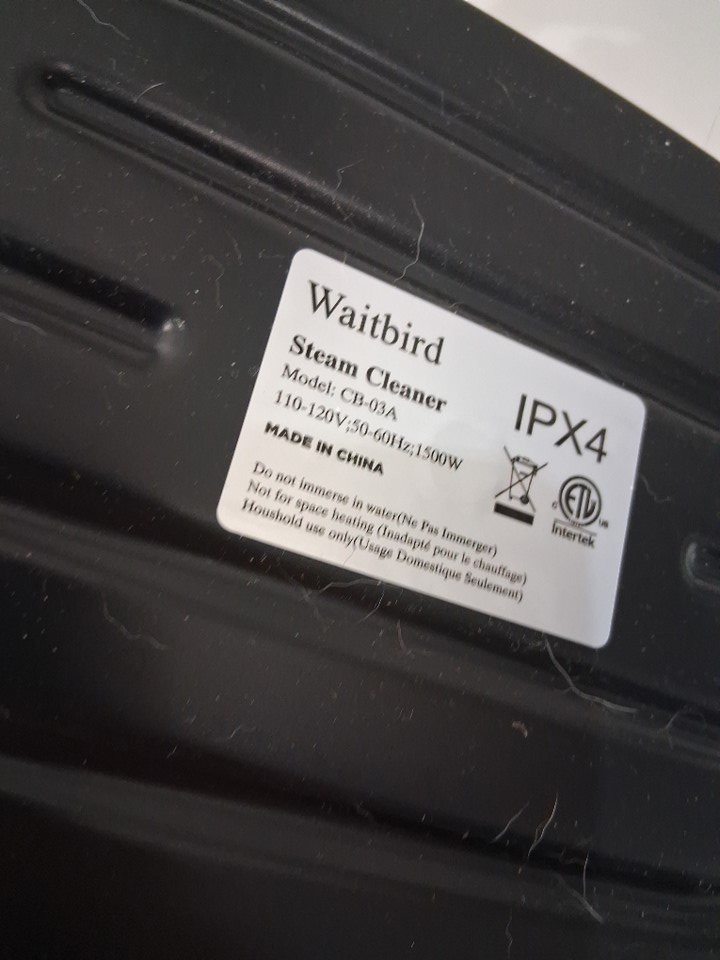 Waitbird
Steam Cleaner
Model; CB-03A
110-120V;50-60Hz;1500W
MADE IN CHINA
IPX4
C ETL US
Intertek
Do not immerse in water(Ne Pas Immerger)
Not for space heating (Inadapté pour le chauffage)
Houshold use only(Usage Domestique Seulement)